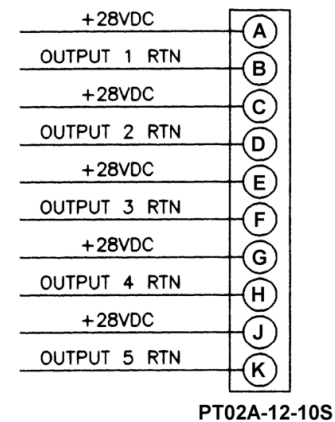 +28VDC A
OUTPUT 1 RTN B
+28VDC C
OUTPUT 2 RTN D
+28VDC E
OUTPUT 3 RTN F
+28VDC G
OUTPUT 4 RTN H
+28VDC J
OUTPUT 5 RTN K
PT02A-12-10S